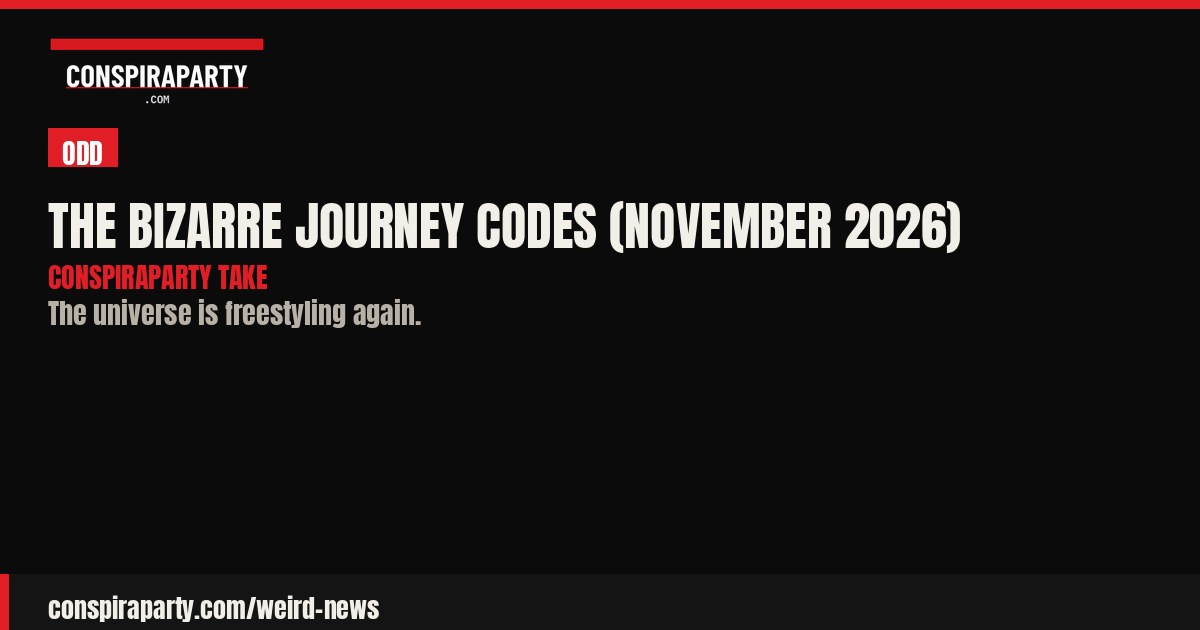 CONSPIRAPARTY
.COM
ODD
THE BIZARRE JOURNEY CODES (NOVEMBER 2026)
CONSPIRAPARTY TAKE
The universe is freestyling again.
conspiraparty.com/weird-news